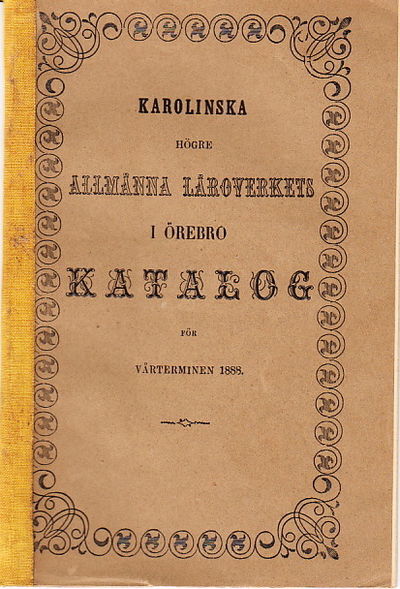 KAROLINSKA
HÖGRE
ALLMÄNNA LÄROVERKETS
I ÖREBRO
KATALOG
FÖR
VÅRTERMINEN 1888.